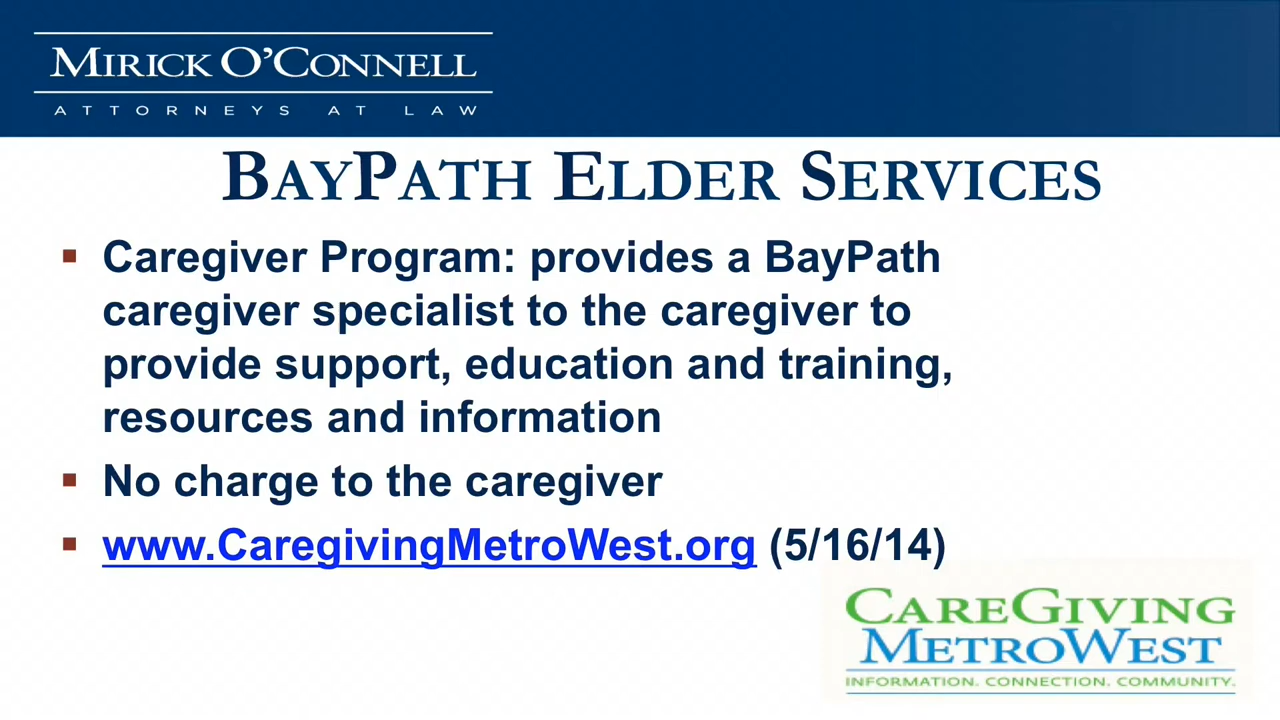 MIRICK O'CONNELL
ATTORNEYS AT LAW
BAYPATH ELDER SERVICES
▪ Caregiver Program: provides a BayPath
caregiver specialist to the caregiver to
provide support, education and training,
resources and information
▪ No charge to the caregiver
▪ www.CaregivingMetroWest.org (5/16/14)
CAREGIVING
METROWEST
INFORMATION. CONNECTION. COMMUNITY.